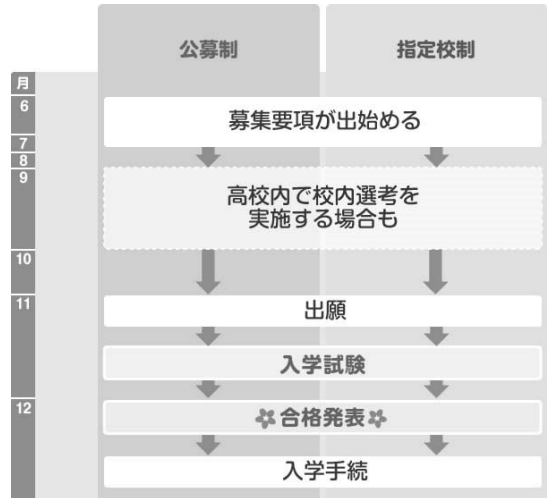 公募制
指定校制
月
6
募集要項が出始める
7
8
9
高校内で校内選考を
実施する場合も
10
11
出願
入学試験
12
合格発表
入学手続